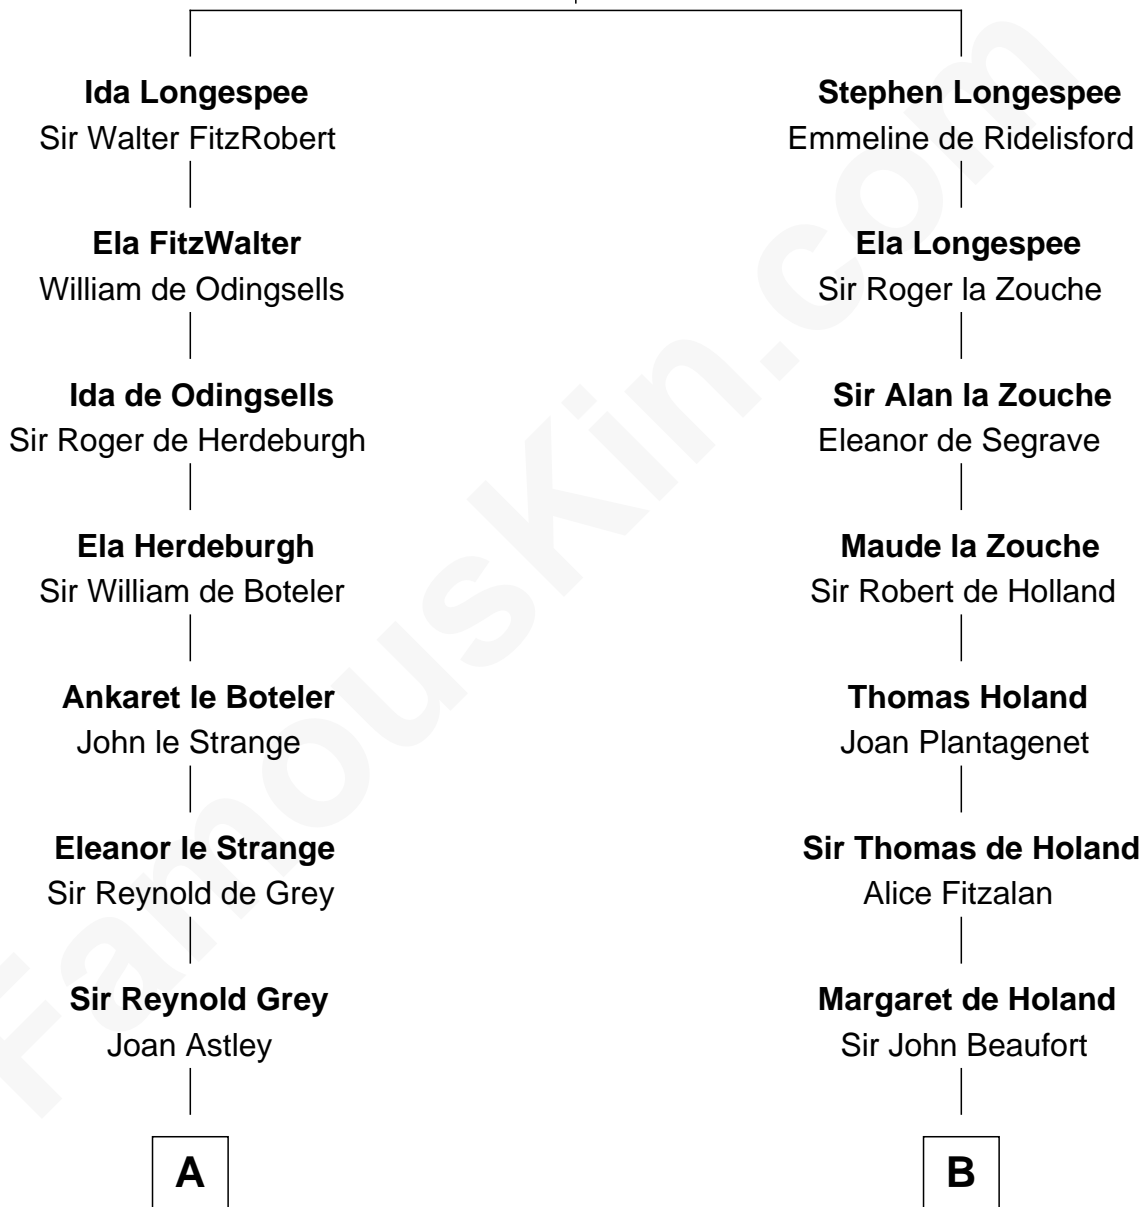 Ida Longespee
Sir Walter FitzRobert
Ela FitzWalter
William de Odingsells
Ida de Odingsells
Sir Roger de Herdeburgh
Ela Herdeburgh
Sir William de Boteler
Ankaret le Boteler
John le Strange
Eleanor le Strange
Sir Reynold de Grey
Sir Reynold Grey
Joan Astley
A
Stephen Longespee
Emmeline de Ridelisford
Ela Longespee
Sir Roger la Zouche
Sir Alan la Zouche
Eleanor de Segrave
Maude la Zouche
Sir Robert de Holland
Thomas Holand
Joan Plantagenet
Sir Thomas de Holand
Alice Fitzalan
Margaret de Holand
Sir John Beaufort
B
FamousKin.com